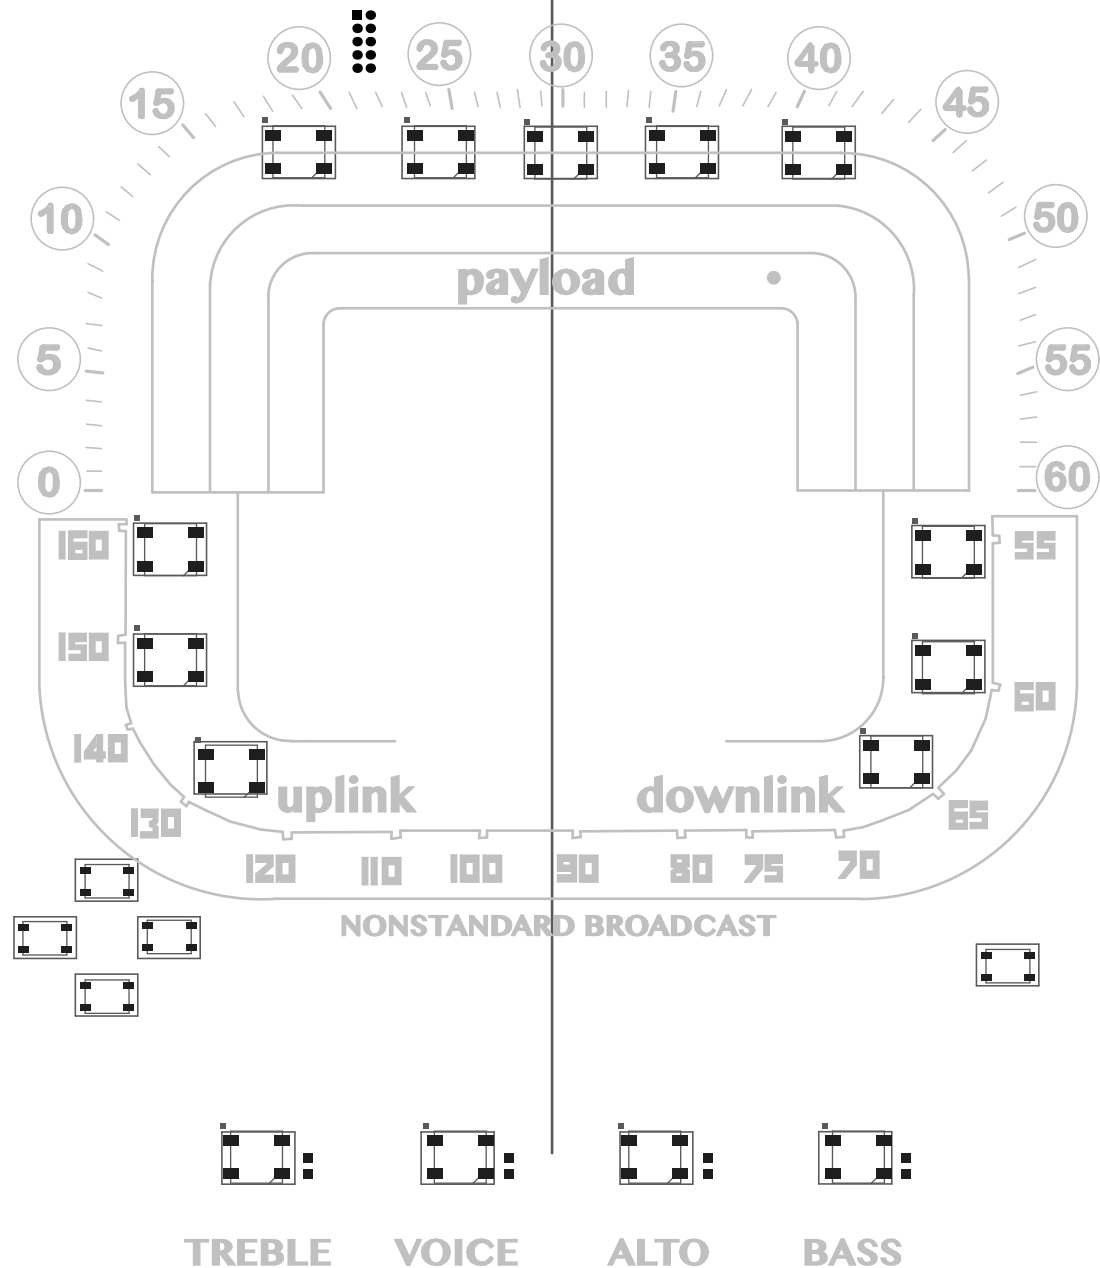 20 25 30 35 40
15 45
10 50
payload
5 55
0 60
160 55
150 60
140
uplink downlink
130 65
120 110 100 90 80 75 70
NONSTANDARD BROADCAST
TREBLE VOICE ALTO BASS